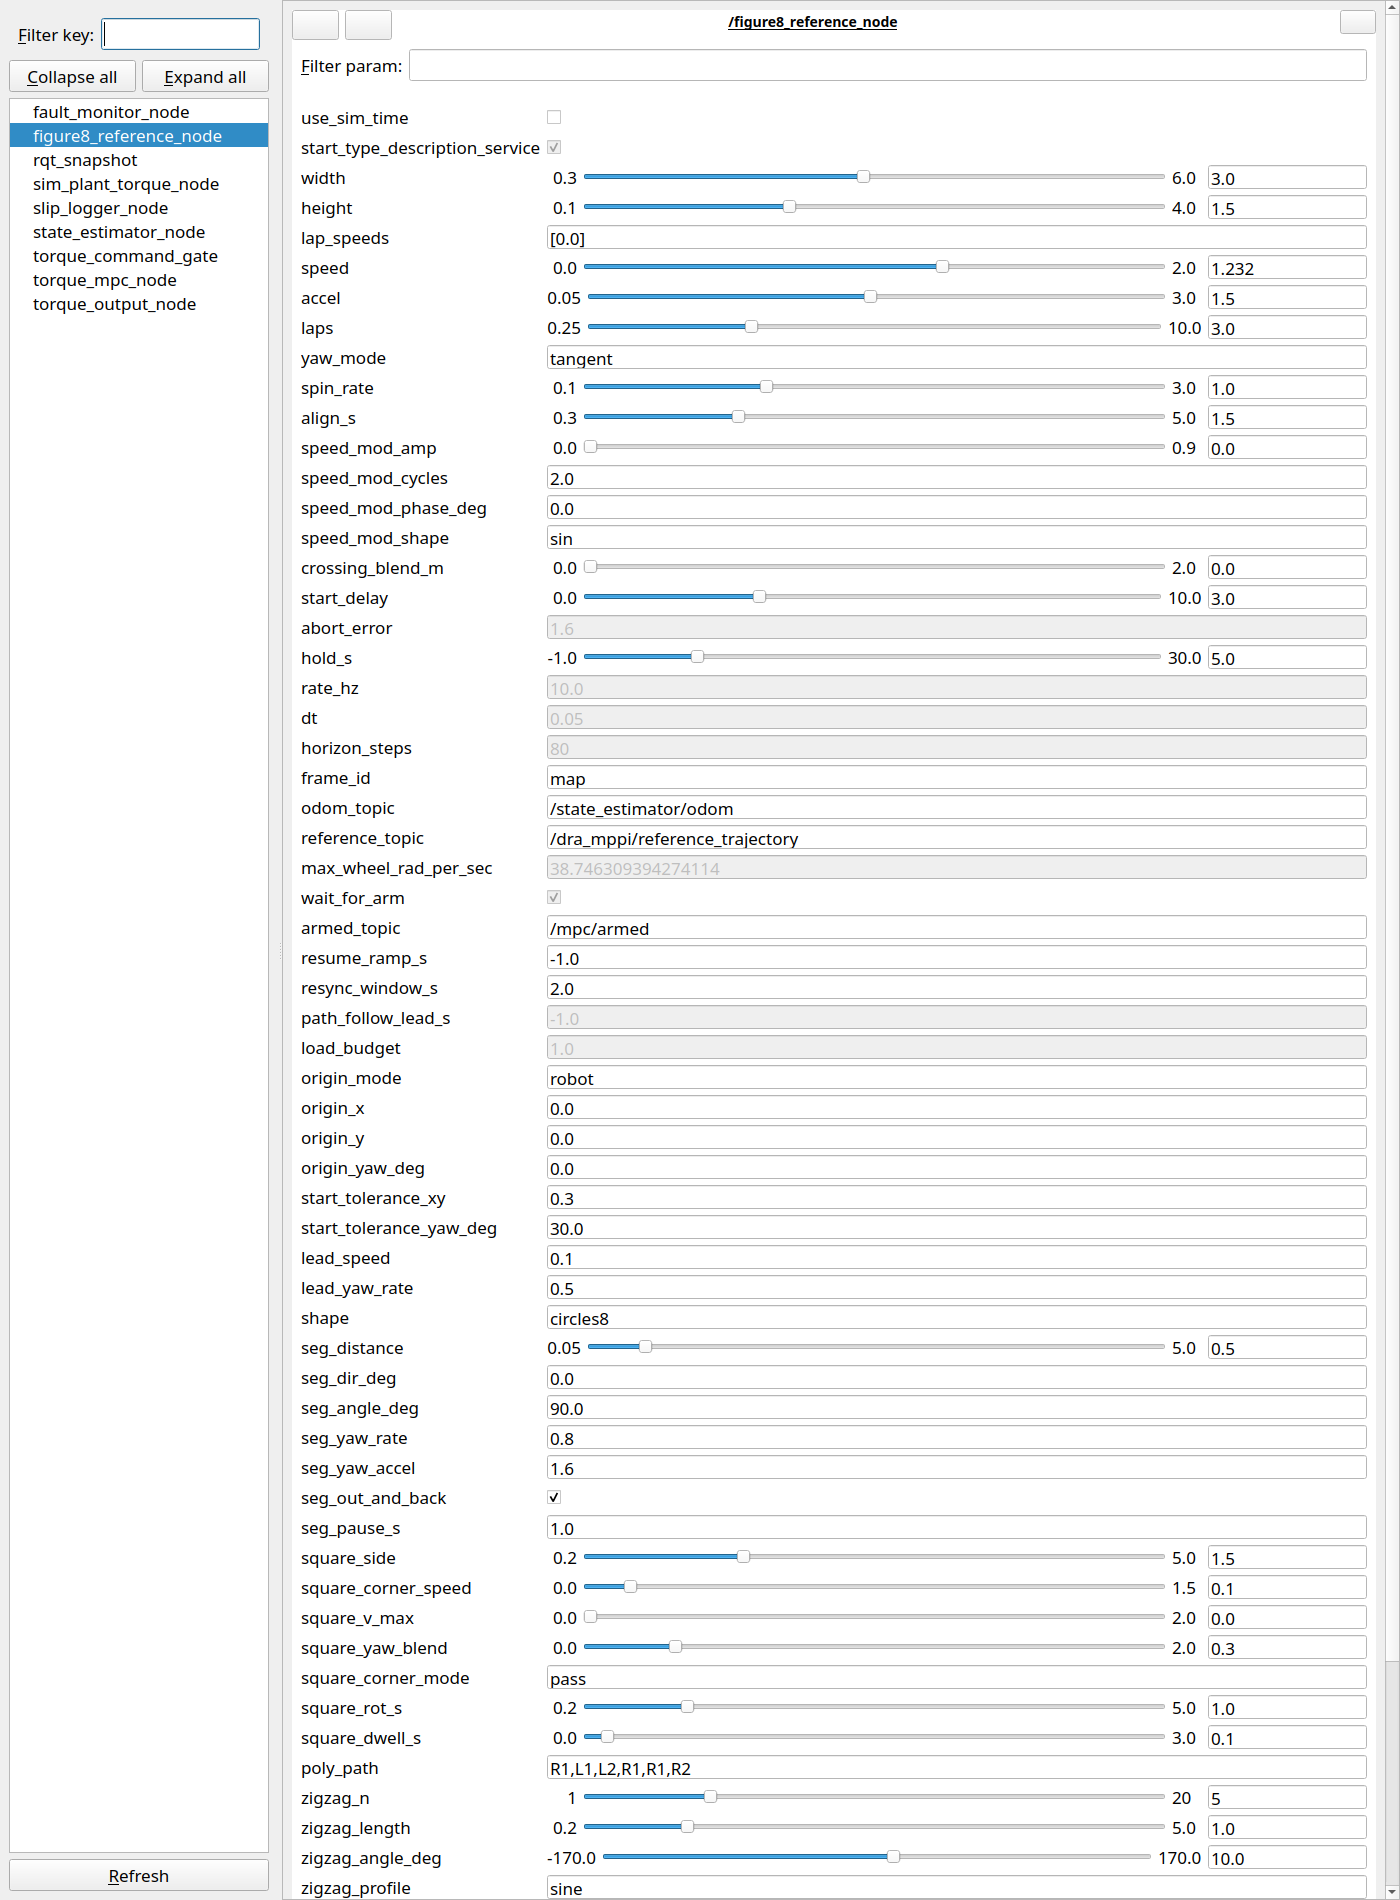 Filter key:
Collapse all
Expand all
fault_monitor_node
figure8_reference_node
rqt_snapshot
sim_plant_torque_node
slip_logger_node
state_estimator_node
torque_command_gate
torque_mpc_node
torque_output_node
Refresh
/figure8_reference_node
Filter param:
use_sim_time
start_type_description_service
width 0.3 6.0 3.0
height 0.1 4.0 1.5
lap_speeds [0.0]
speed 0.0 2.0 1.232
accel 0.05 3.0 1.5
laps 0.25 10.0 3.0
yaw_mode tangent
spin_rate 0.1 3.0 1.0
align_s 0.3 5.0 1.5
speed_mod_amp 0.0 0.9 0.0
speed_mod_cycles 2.0
speed_mod_phase_deg 0.0
speed_mod_shape sin
crossing_blend_m 0.0 2.0 0.0
start_delay 0.0 10.0 3.0
abort_error 1.6
hold_s -1.0 30.0 5.0
rate_hz 10.0
dt 0.05
horizon_steps 80
frame_id map
odom_topic /state_estimator/odom
reference_topic /dra_mppi/reference_trajectory
max_wheel_rad_per_sec 38.746309394274114
wait_for_arm
armed_topic /mpc/armed
resume_ramp_s -1.0
resync_window_s 2.0
path_follow_lead_s -1.0
load_budget 1.0
origin_mode robot
origin_x 0.0
origin_y 0.0
origin_yaw_deg 0.0
start_tolerance_xy 0.3
start_tolerance_yaw_deg 30.0
lead_speed 0.1
lead_yaw_rate 0.5
shape circles8
seg_distance 0.05 5.0 0.5
seg_dir_deg 0.0
seg_angle_deg 90.0
seg_yaw_rate 0.8
seg_yaw_accel 1.6
seg_out_and_back
seg_pause_s 1.0
square_side 0.2 5.0 1.5
square_corner_speed 0.0 1.5 0.1
square_v_max 0.0 2.0 0.0
square_yaw_blend 0.0 2.0 0.3
square_corner_mode pass
square_rot_s 0.2 5.0 1.0
square_dwell_s 0.0 3.0 0.1
poly_path R1,L1,L2,R1,R1,R2
zigzag_n 1 20 5
zigzag_length 0.2 5.0 1.0
zigzag_angle_deg -170.0 170.0 10.0
zigzag_profile sine